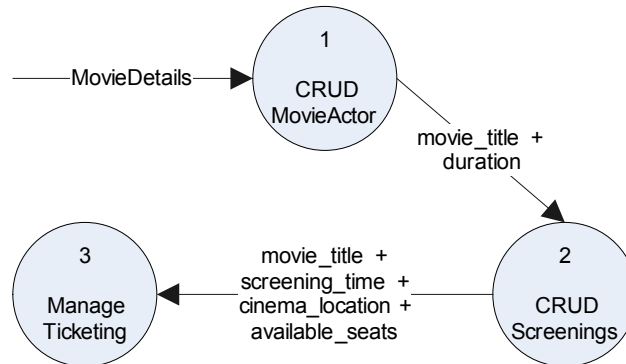 MovieDetails
1
CRUD
MovieActor
movie_title +
duration
2
CRUD
Screenings
movie_title +
screening_time +
cinema_location +
available_seats
3
Manage
Ticketing